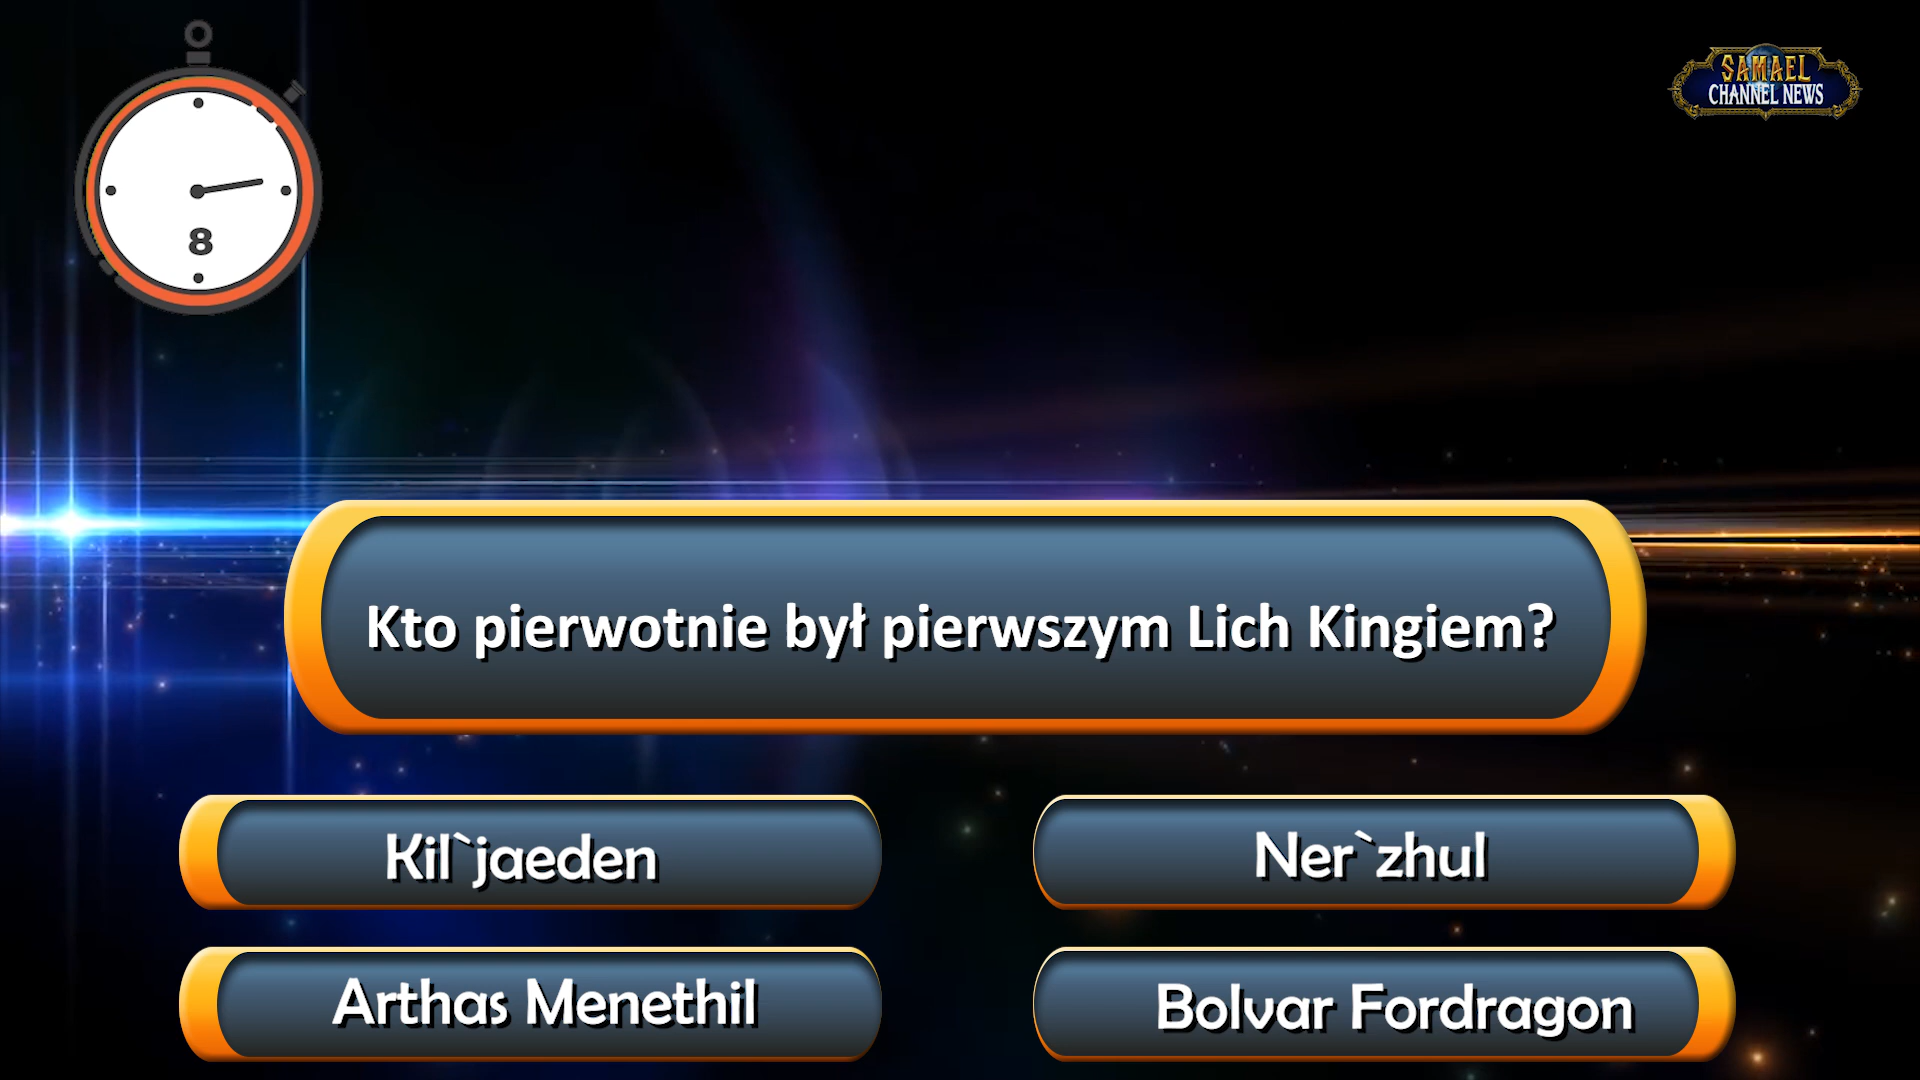 SAMAEL
CHANNEL NEWS
8
Kto pierwotnie był pierwszym Lich Kingiem?
Kil`jaeden
Ner`zhul
Arthas Menethil
Bolvar Fordragon